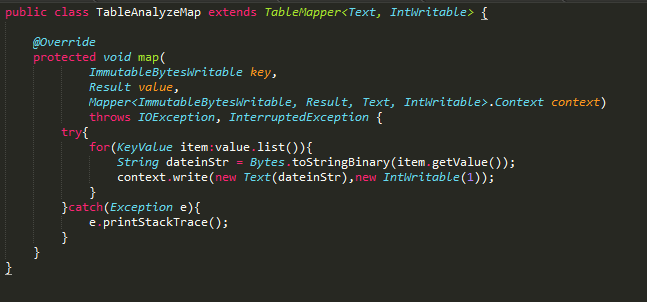 public class TableAnalyzeMap extends TableMapper<Text, IntWritable> {
@Override
protected void map(
ImmutableBytesWritable key,
Result value,
Mapper<ImmutableBytesWritable, Result, Text, IntWritable>.Context context)
throws IOException, InterruptedException {
try{
for(KeyValue item:value.list()){
String dateinStr = Bytes.toStringBinary(item.getValue());
context.write(new Text(dateinStr),new IntWritable(1));
}
}catch(Exception e){
e.printStackTrace();
}
}
}